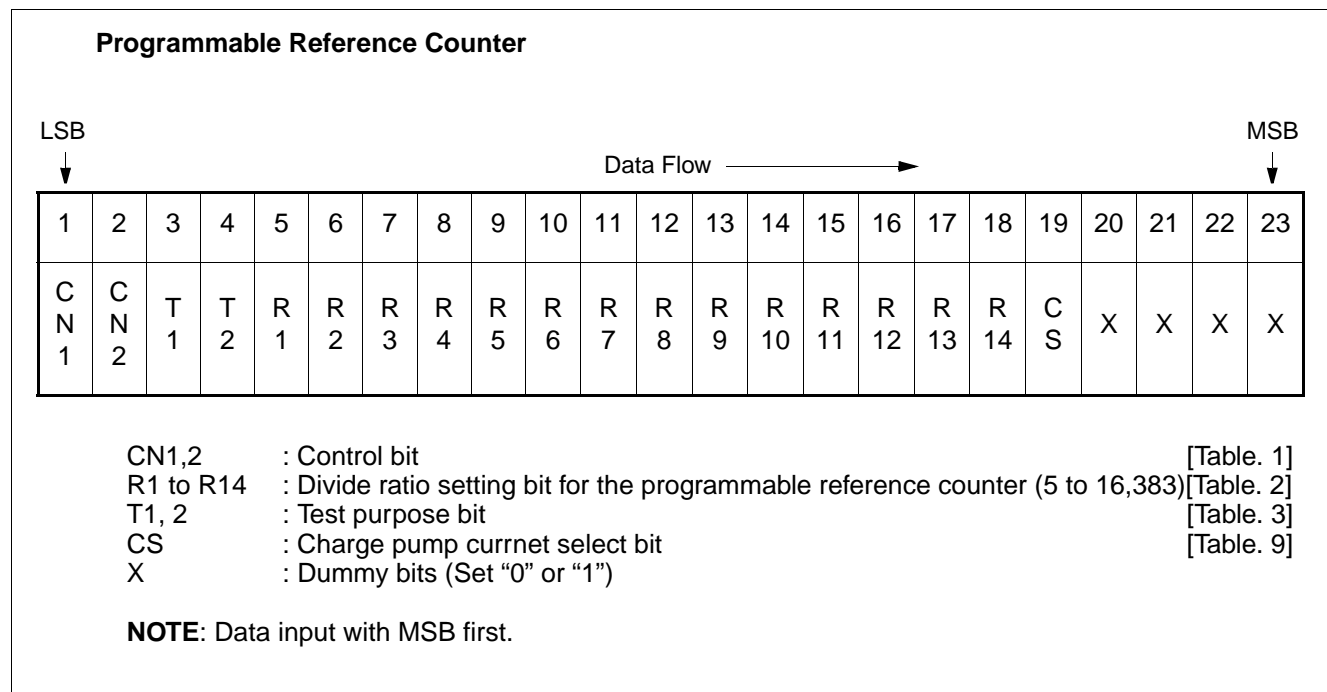 Programmable Reference Counter
LSB MSB
Data Flow
1 2 3 4 5 6 7 8 9 10 11 12 13 14 15 16 17 18 19 20 21 22 23
CN1 CN2 T1 T2 R1 R2 R3 R4 R5 R6 R7 R8 R9 R10 R11 R12 R13 R14 CS X X X X
CN1,2 : Control bit [Table. 1]
R1 to R14 : Divide ratio setting bit for the programmable reference counter (5 to 16,383)[Table. 2]
T1, 2 : Test purpose bit [Table. 3]
CS : Charge pump currnet select bit [Table. 9]
X : Dummy bits (Set “0” or “1”)
NOTE: Data input with MSB first.